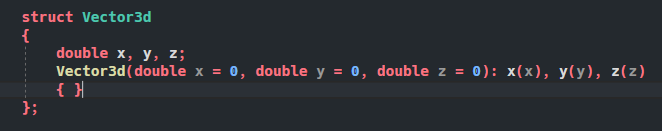 struct Vector3d
{
    double x, y, z;
    Vector3d(double x = 0, double y = 0, double z = 0): x(x), y(y), z(z)
    { }
};